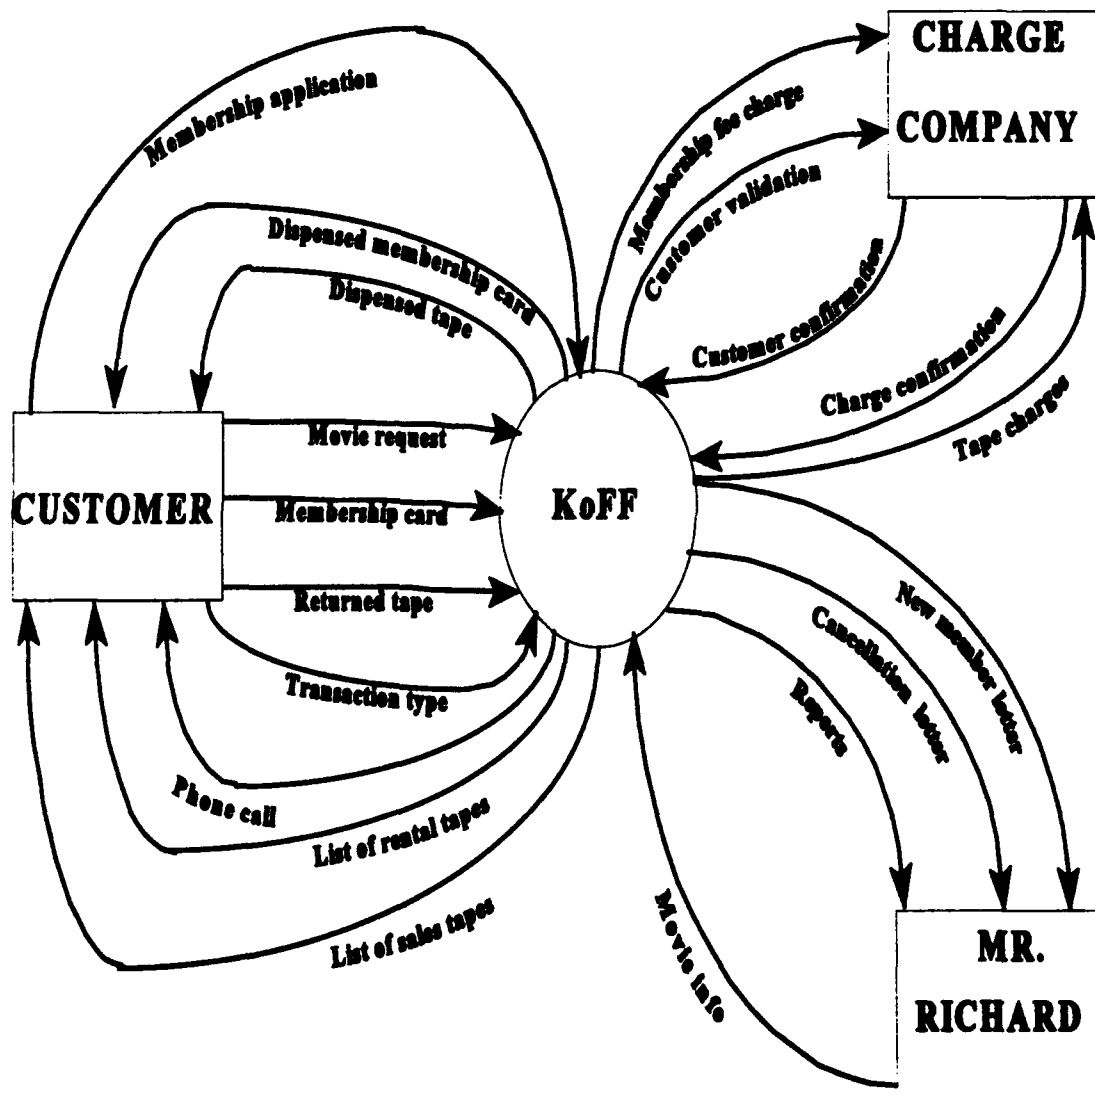 CHARGE
COMPANY
Membership application
Membership fee charge
Customer validation
Dispensed membership card
Dispensed tape
Customer confirmation
Charge confirmation
Tape charges
Movie request
CUSTOMER
Membership card
KoFF
Returned tape
Transaction type
New member letter
Cancellation letter
Reports
Phone call
List of rental tapes
List of sales tapes
Movie info
MR.
RICHARD